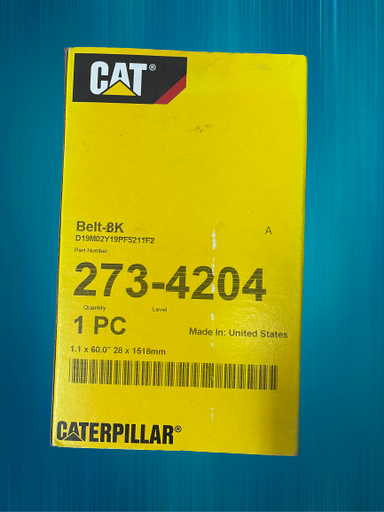 CAT®
Belt-8K
D19M02Y19PF5211F2
A
Part Number
273-4204
Quantity Level
1 PC
Made In: United States
1.1 x 60.0" 28 x 1518mm
CATERPILLAR®